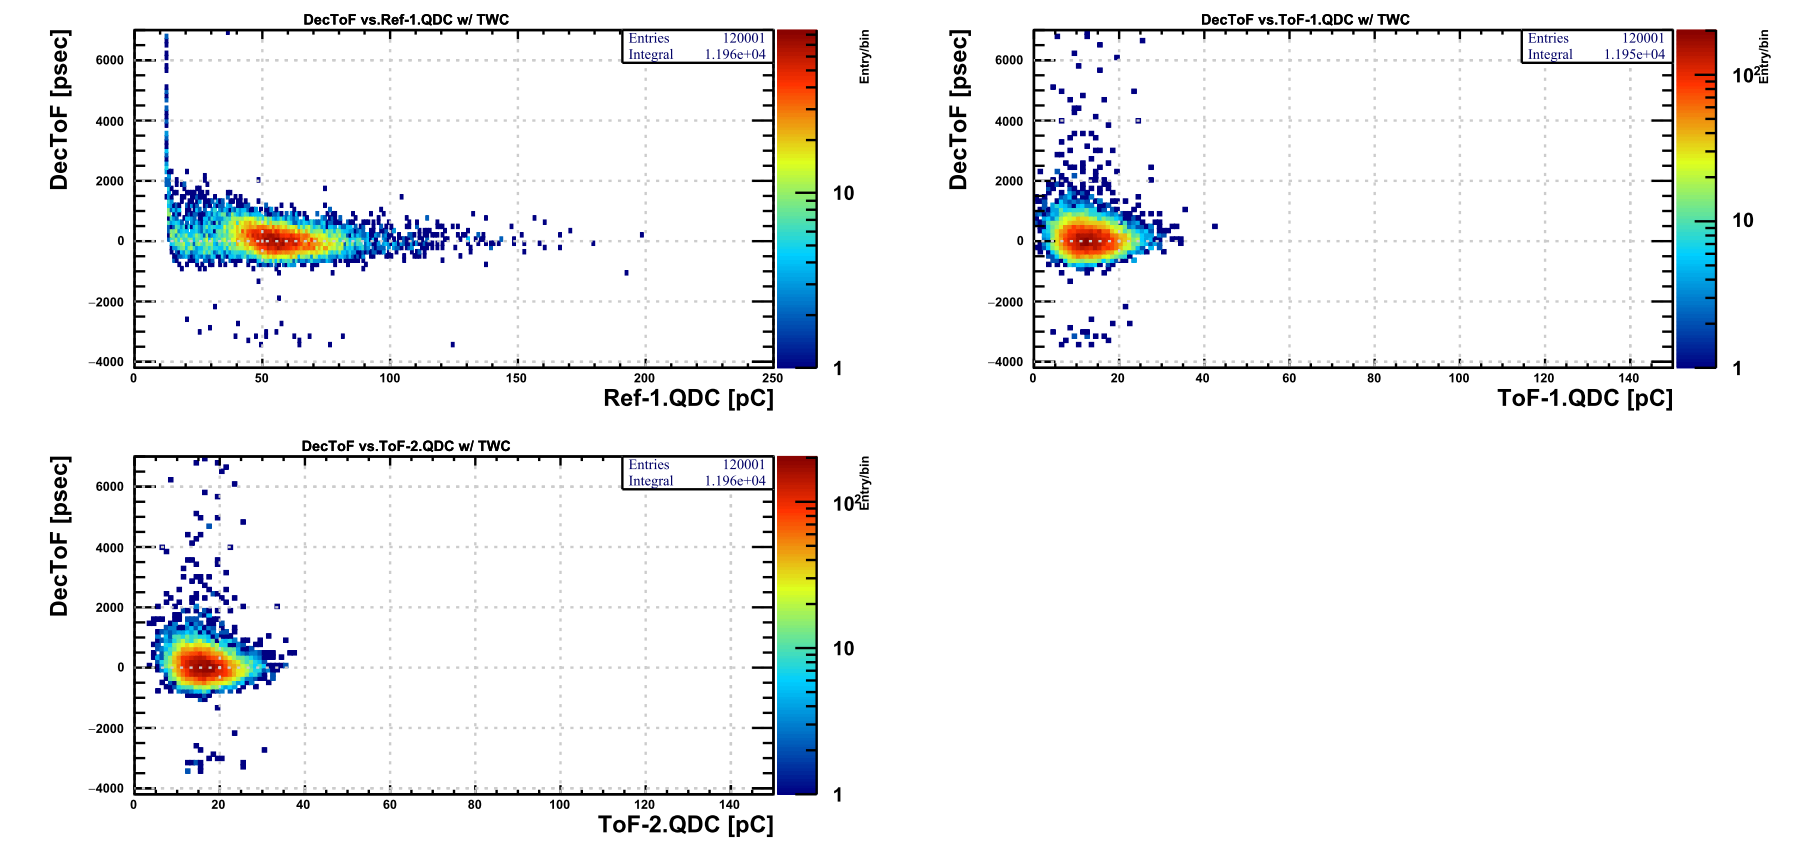 DecToF vs.Ref-1.QDC w/ TWC
Entries 120001
Integral 1.196e+04
DecToF [psec]
6000
4000
2000
0
−2000
−4000
0 50 100 150 200 250
Ref-1.QDC [pC]
Entry/bin
10
1
DecToF vs.ToF-1.QDC w/ TWC
Entries 120001
Integral 1.195e+04
DecToF [psec]
6000
4000
2000
0
−2000
−4000
0 20 40 60 80 100 120 140
ToF-1.QDC [pC]
Entry/bin
10²
10
1
DecToF vs.ToF-2.QDC w/ TWC
Entries 120001
Integral 1.196e+04
DecToF [psec]
6000
4000
2000
0
−2000
−4000
0 20 40 60 80 100 120 140
ToF-2.QDC [pC]
Entry/bin
10²
10
1